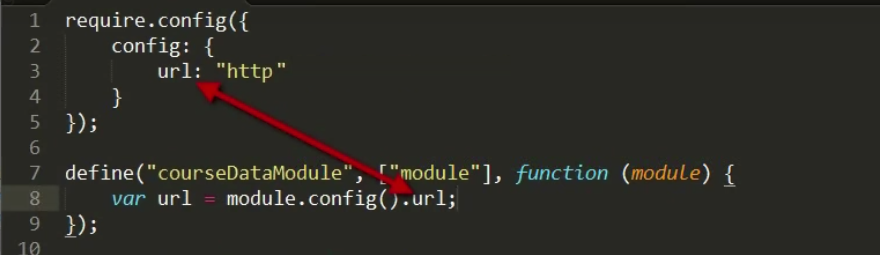 1 require.config({
2 config: {
3 url: "http"
4 }
5 });
6
7 define("courseDataModule", ["module"], function (module) {
8 var url = module.config().url;
9 });
10